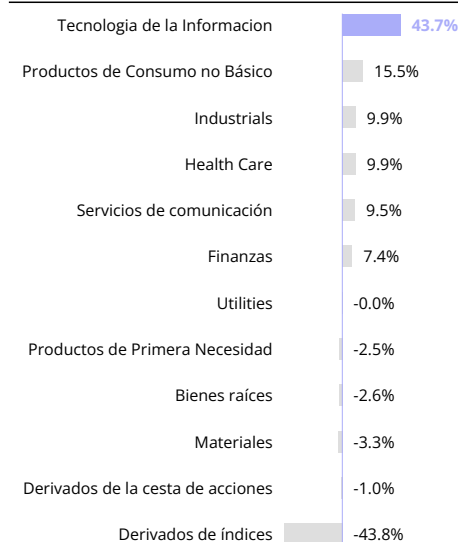 Tecnologia de la Informacion 43.7%
Productos de Consumo no Básico 15.5%
Industrials 9.9%
Health Care 9.9%
Servicios de comunicación 9.5%
Finanzas 7.4%
Utilities -0.0%
Productos de Primera Necesidad -2.5%
Bienes raíces -2.6%
Materiales -3.3%
Derivados de la cesta de acciones -1.0%
Derivados de índices -43.8%